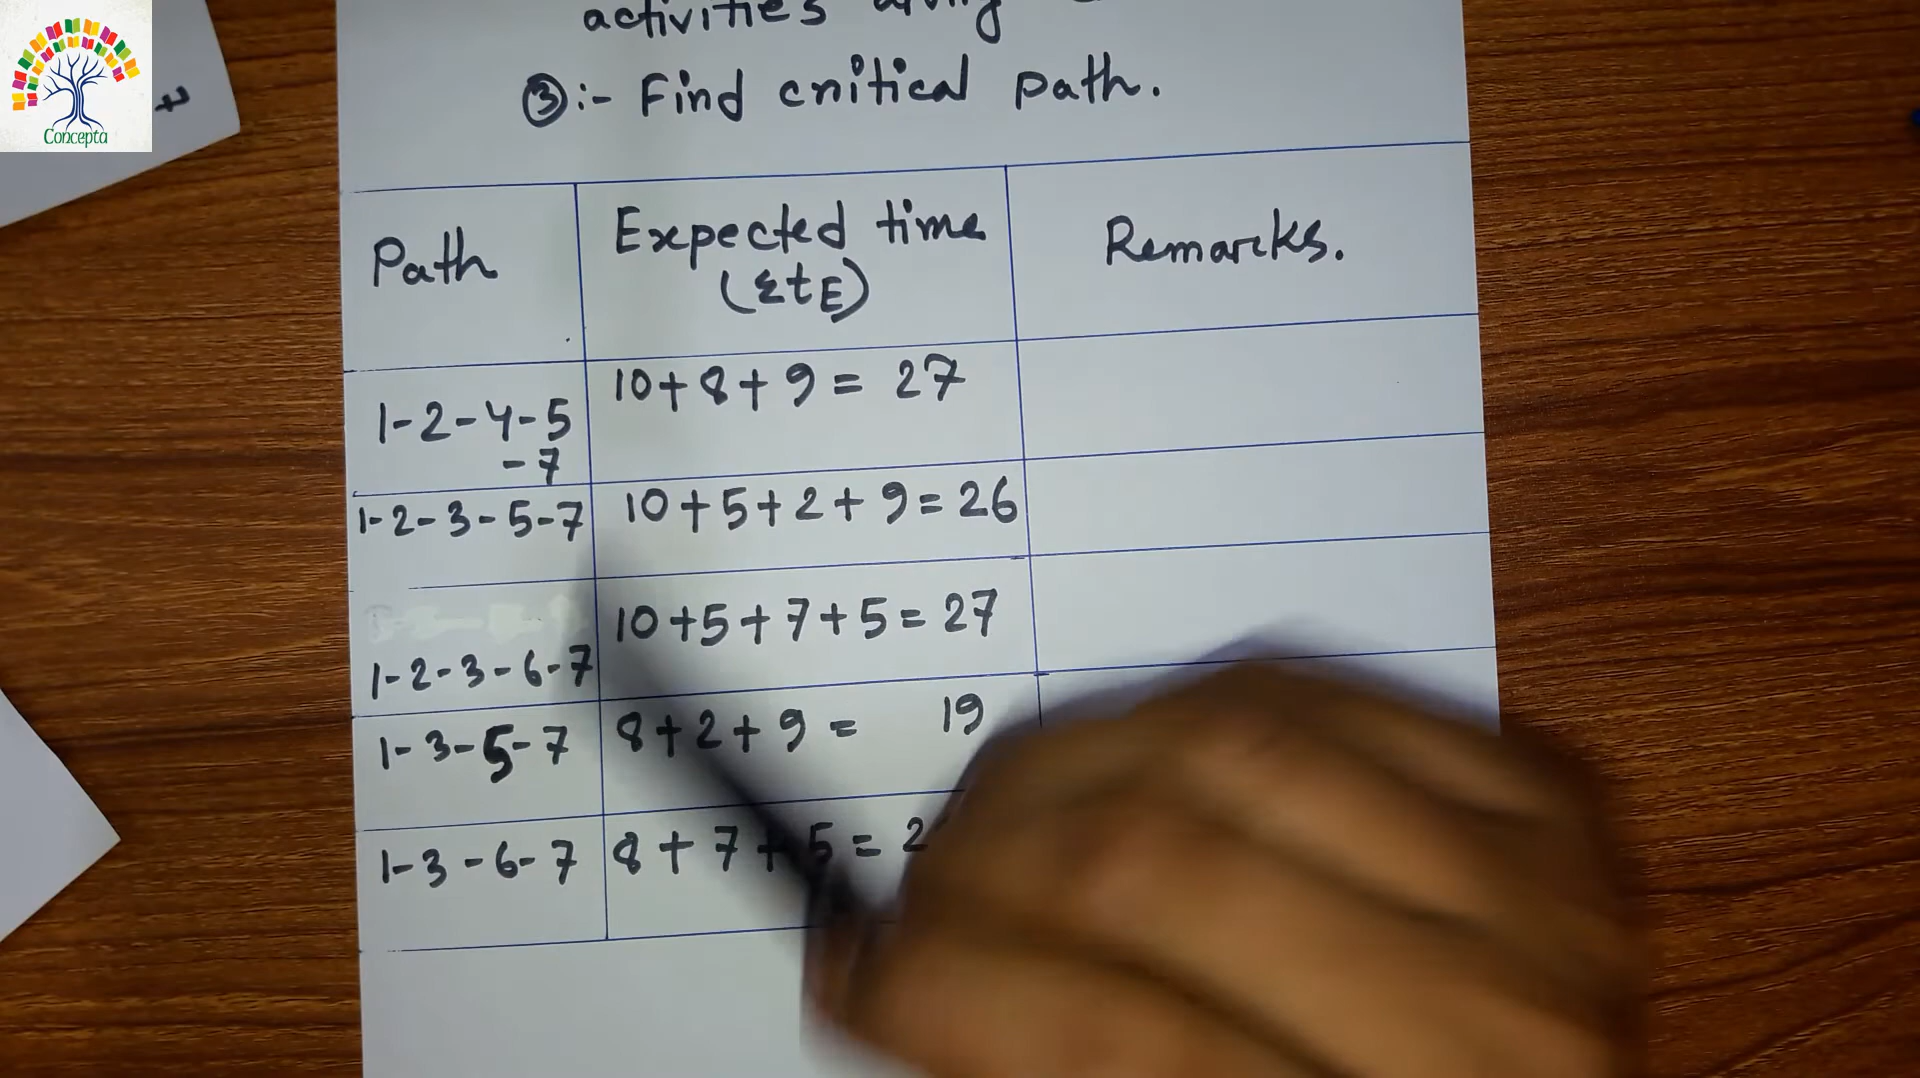 Concepta
activities
③:- Find critical path.
Path
Expected time
(ΣtE)
Remarks.
1-2-4-5
-7
10+8+9= 27
1-2-3-5-7
10+5+2+9=26
1-2-3-6-7
10+5+7+5=27
1-3-5-7
8+2+9= 19
1-3-6-7
8+7+5=